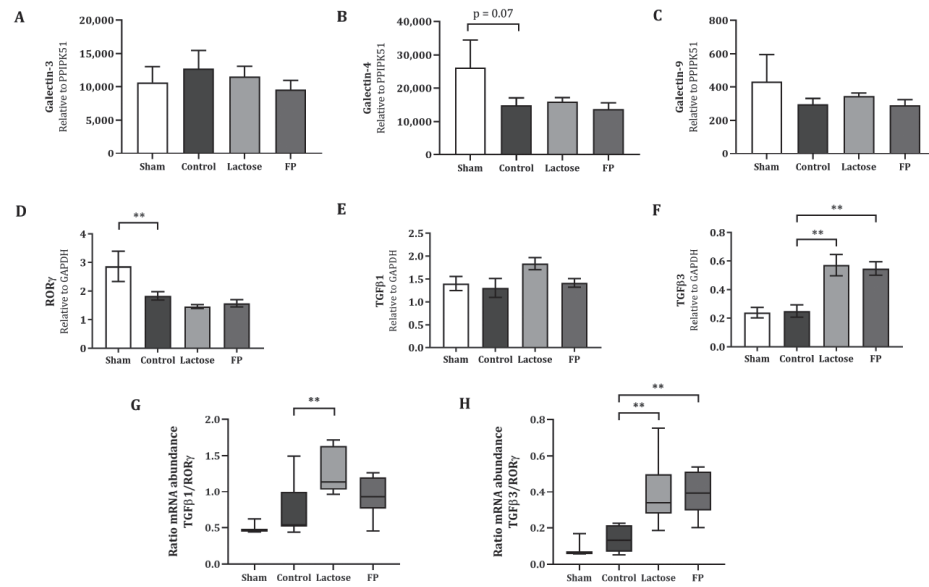 A
Galectin-3
Relative to PPIPK51
20,000
15,000
10,000
5,000
0
Sham Control Lactose FP
B
Galectin-4
Relative to PPIPK51
p = 0.07
40,000
30,000
20,000
10,000
0
Sham Control Lactose FP
C
Galectin-9
Relative to PPIPK51
800
600
400
200
0
Sham Control Lactose FP
D
RORγ
Relative to GAPDH
**
4
3
2
1
0
Sham Control Lactose FP
E
TGFβ1
Relative to GAPDH
2.5
2.0
1.5
1.0
0.5
0.0
Sham Control Lactose FP
F
TGFβ3
Relative to GAPDH
**
**
0.8
0.6
0.4
0.2
0.0
Sham Control Lactose FP
G
Ratio mRNA abundance
TGFβ1/RORγ
**
2.0
1.5
1.0
0.5
0.0
Sham Control Lactose FP
H
Ratio mRNA abundance
TGFβ3/RORγ
**
**
0.8
0.6
0.4
0.2
0.0
Sham Control Lactose FP